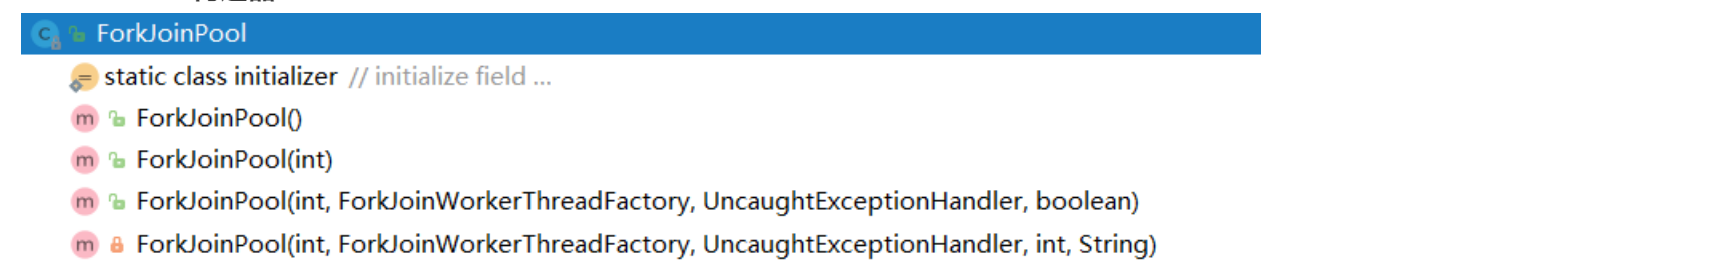 ForkJoinPool
static class initializer // initialize field ...
ForkJoinPool()
ForkJoinPool(int)
ForkJoinPool(int, ForkJoinWorkerThreadFactory, UncaughtExceptionHandler, boolean)
ForkJoinPool(int, ForkJoinWorkerThreadFactory, UncaughtExceptionHandler, int, String)